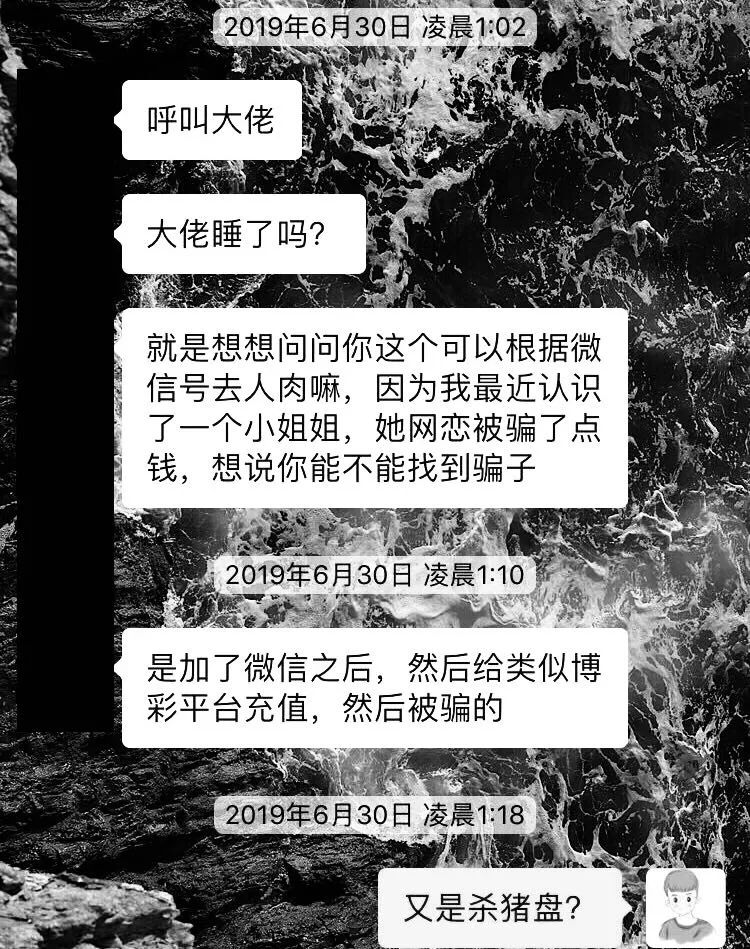 2019年6月30日 凌晨1:02
呼叫大佬
大佬睡了吗?
就是想想问问你这个可以根据微
信号去人肉嘛，因为我最近认识
了一个小姐姐，她网恋被骗了点
钱，想说你能不能找到骗子
2019年6月30日 凌晨1:10
是加了微信之后，然后给类似博
彩平台充值，然后被骗的
2019年6月30日 凌晨1:18
又是杀猪盘?